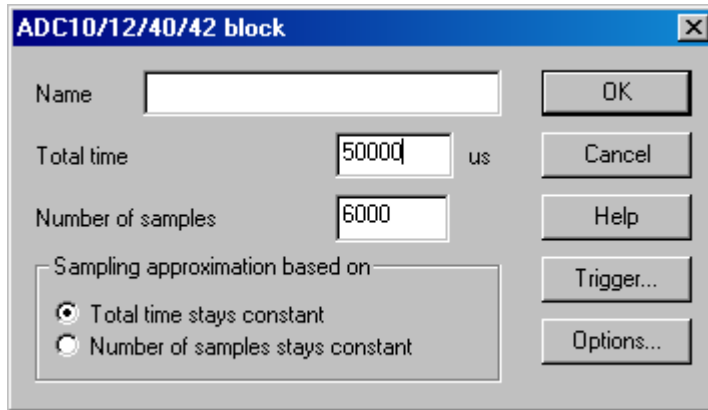 ADC10/12/40/42 block
Name
OK
Total time 50000 us
Cancel
Number of samples 6000
Help
Sampling approximation based on
Trigger...
Total time stays constant
Number of samples stays constant
Options...